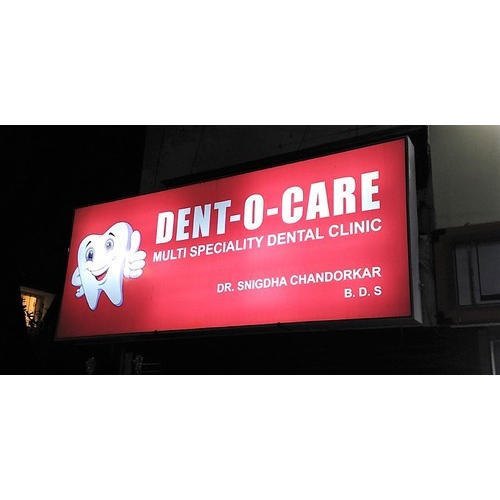 DENT-O-CARE
MULTI SPECIALITY DENTAL CLINIC
DR. SNIGDHA CHANDORKAR
B. D. S